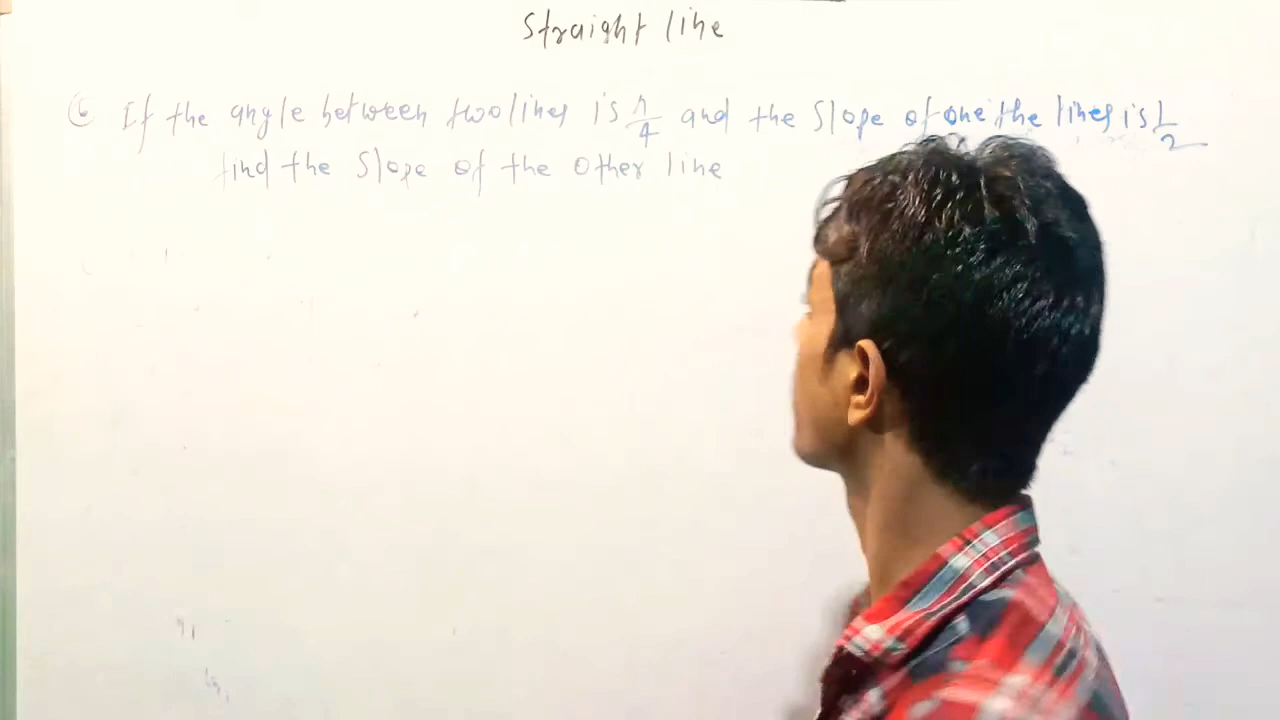 Straight line
6 If the angle between two lines is π/4 and the slope of one the lines is 1/2
find the slope of the other line